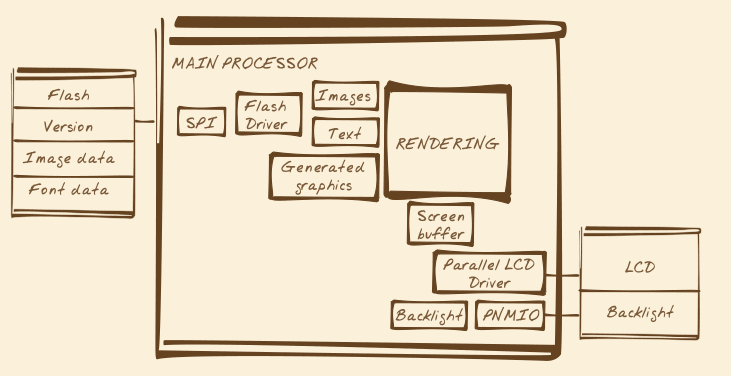 MAIN PROCESSOR
Flash
Version
Image data
Font data
SPI
Flash
Driver
Images
Text
Generated
graphics
RENDERING
Screen
buffer
Parallel LCD
Driver
Backlight
PNMIO
LCD
Backlight